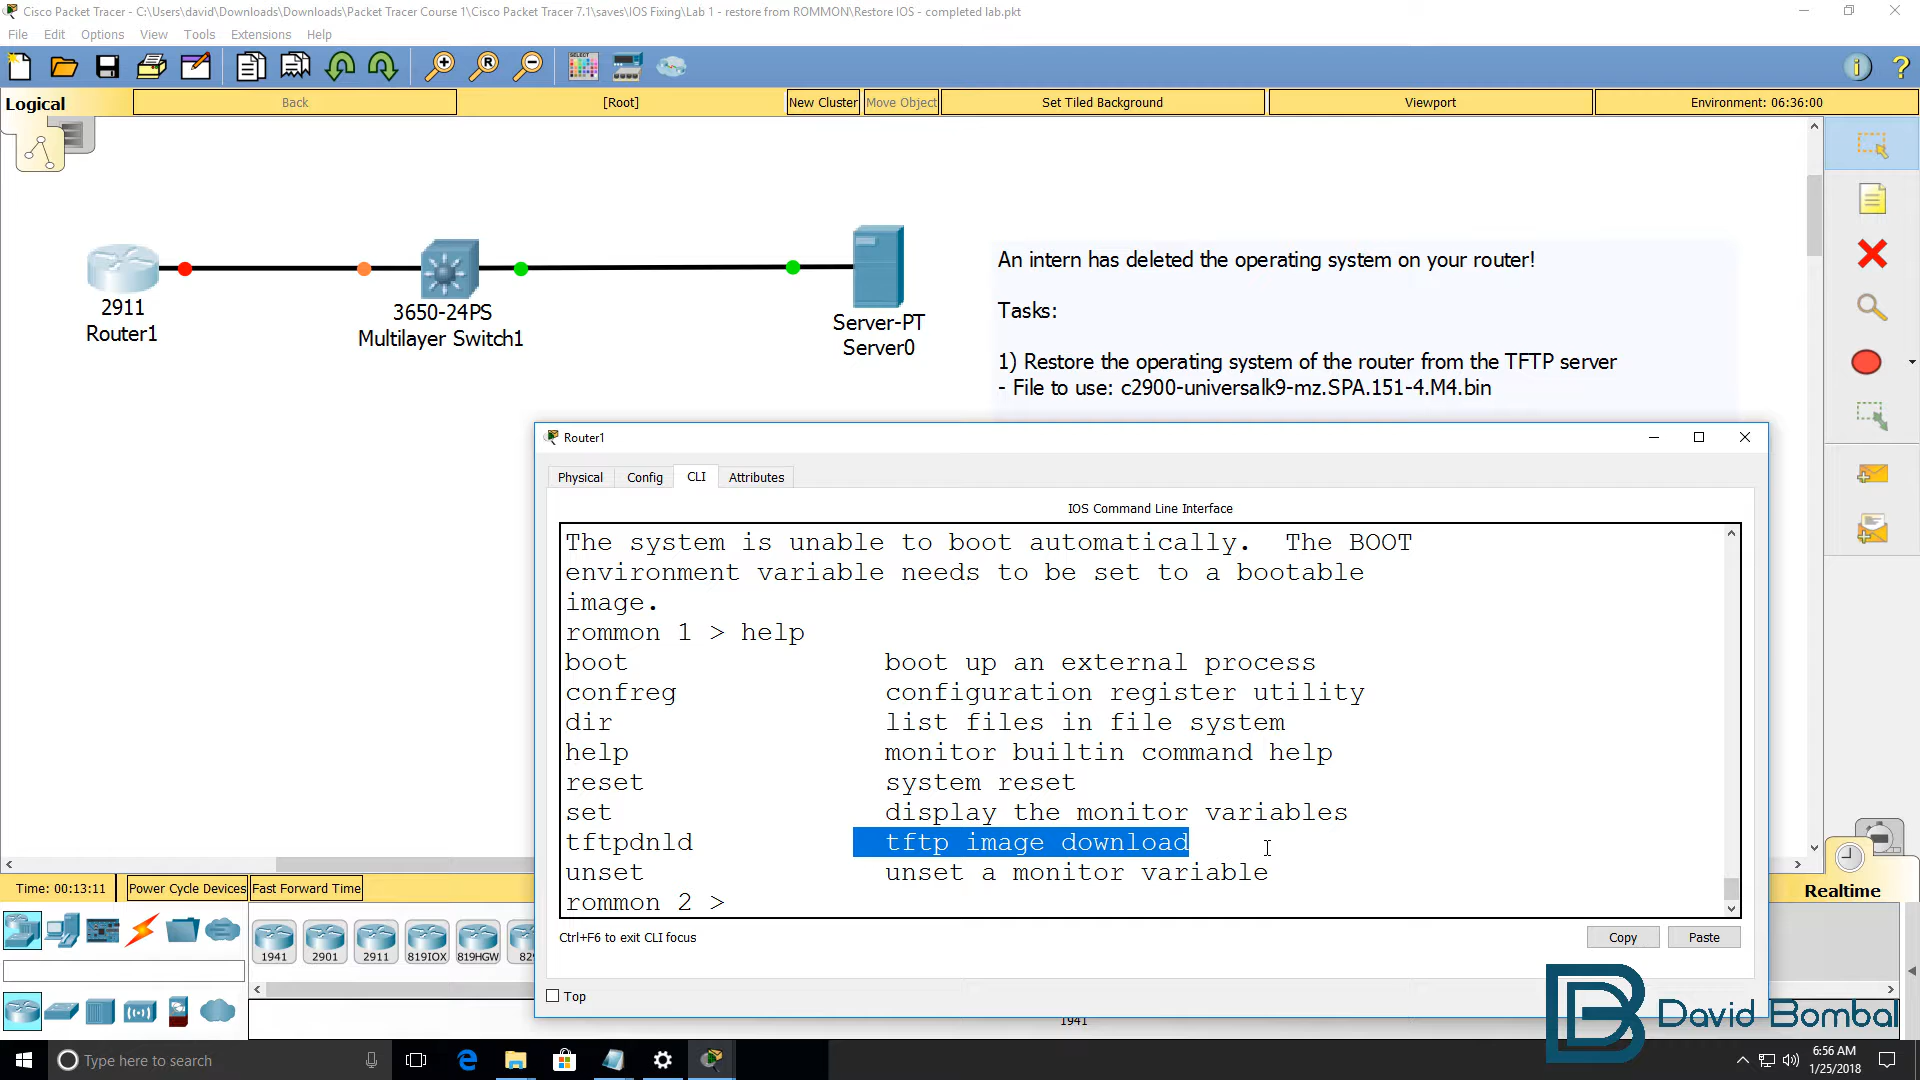 Cisco Packet Tracer - C:\Users\david\Downloads\Downloads\Packet Tracer Course 1\Cisco Packet Tracer 7.1\saves\IOS Fixing\Lab 1 - restore from ROMMON\Restore IOS - completed lab.pkt
File Edit Options View Tools Extensions Help
SELECT
Logical Back [Root] New Cluster Move Object Set Tiled Background Viewport Environment: 06:36:00
2911
Router1
3650-24PS
Multilayer Switch1
Server-PT
Server0
An intern has deleted the operating system on your router!
Tasks:
1) Restore the operating system of the router from the TFTP server
- File to use: c2900-universalk9-mz.SPA.151-4.M4.bin
Router1
Physical Config CLI Attributes
IOS Command Line Interface
The system is unable to boot automatically. The BOOT
environment variable needs to be set to a bootable
image.
rommon 1 > help
boot boot up an external process
confreg configuration register utility
dir list files in file system
help monitor builtin command help
reset system reset
set display the monitor variables
tftpdnld tftp image download
unset unset a monitor variable
rommon 2 >
Ctrl+F6 to exit CLI focus
Copy Paste
Top
Time: 00:13:11 Power Cycle Devices Fast Forward Time
Realtime
1941 2901 2911 819IOX 819HGW 82
1941
David Bombal
Type here to search
6:56 AM
1/25/2018